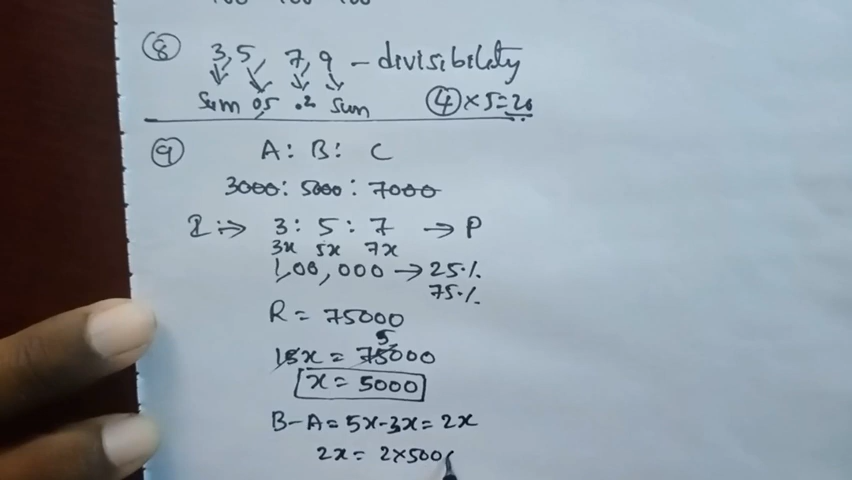 ⑧ 3,5, 7,9 - divisibility
Sum 0,5 .2 Sum ④×5=20
⑨ A: B: C
3000: 5000: 7000
I ⇒ 3: 5: 7 → P
3x 5x 7x
1,00,000 → 25%
75%
R = 75000
5
15x = 75000
x = 5000
B-A = 5x-3x = 2x
2x = 2×500